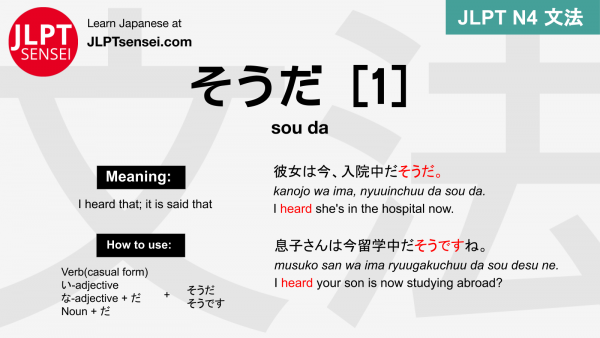 JLPT
SENSEI
Learn Japanese at
JLPTsensei.com
JLPT N4 文法
そうだ [1]
sou da
Meaning:
I heard that; it is said that
How to use:
Verb(casual form)
い-adjective
な-adjective + だ
Noun + だ
+
そうだ
そうです
彼女は今、入院中だそうだ。
kanojo wa ima, nyuuinchuu da sou da.
I heard she's in the hospital now.
息子さんは今留学中だそうですね。
musuko san wa ima ryuugakuchuu da sou desu ne.
I heard your son is now studying abroad?
文法